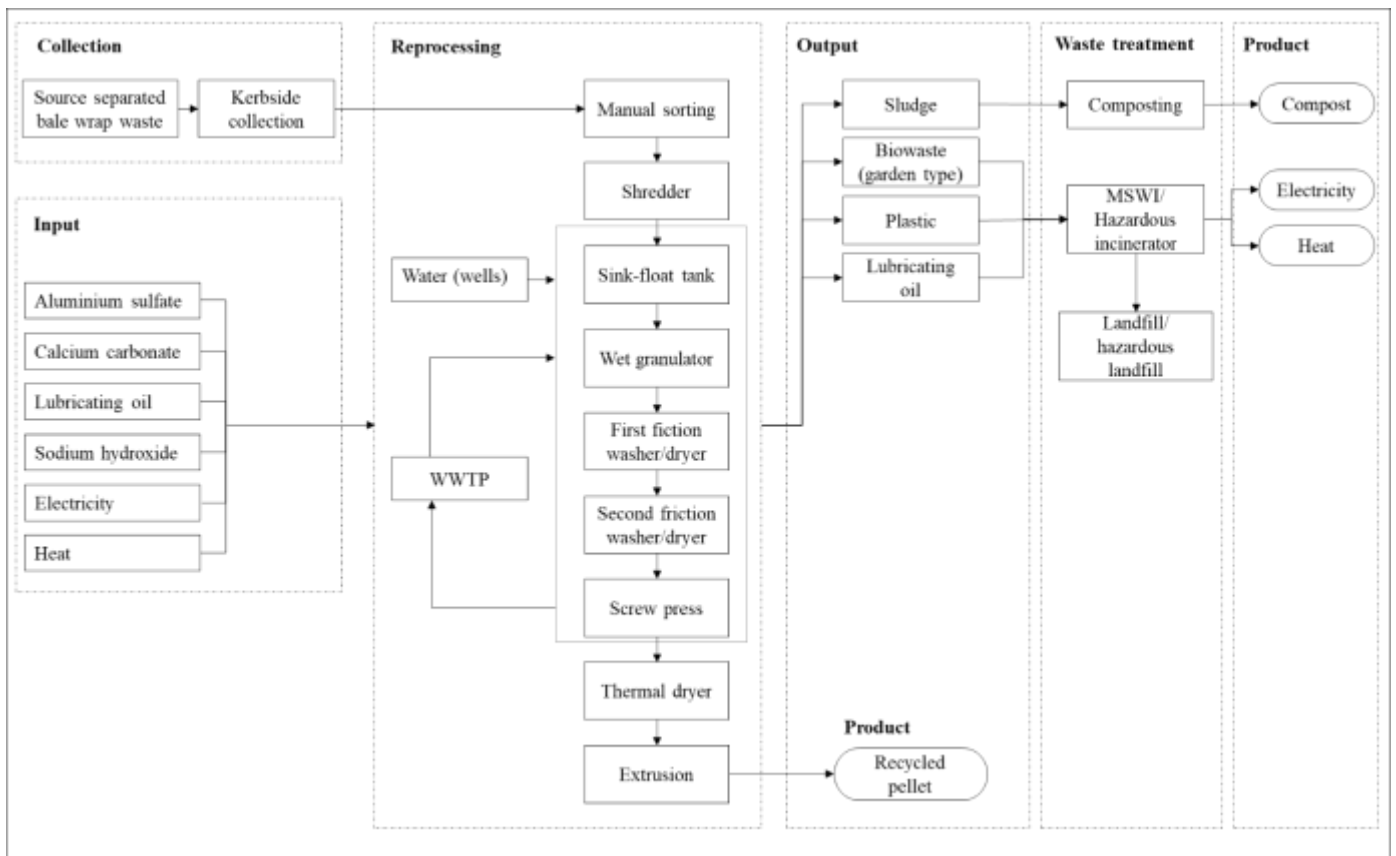 Collection
Source separated
bale wrap waste
Kerbside
collection
Input
Aluminium sulfate
Calcium carbonate
Lubricating oil
Sodium hydroxide
Electricity
Heat
Reprocessing
Manual sorting
Shredder
Water (wells)
Sink-float tank
Wet granulator
First fiction
washer/dryer
WWTP
Second friction
washer/dryer
Screw press
Thermal dryer
Extrusion
Output
Sludge
Biowaste
(garden type)
Plastic
Lubricating
oil
Product
Recycled
pellet
Waste treatment
Composting
MSWI/
Hazardous
incinerator
Landfill/
hazardous
landfill
Product
Compost
Electricity
Heat